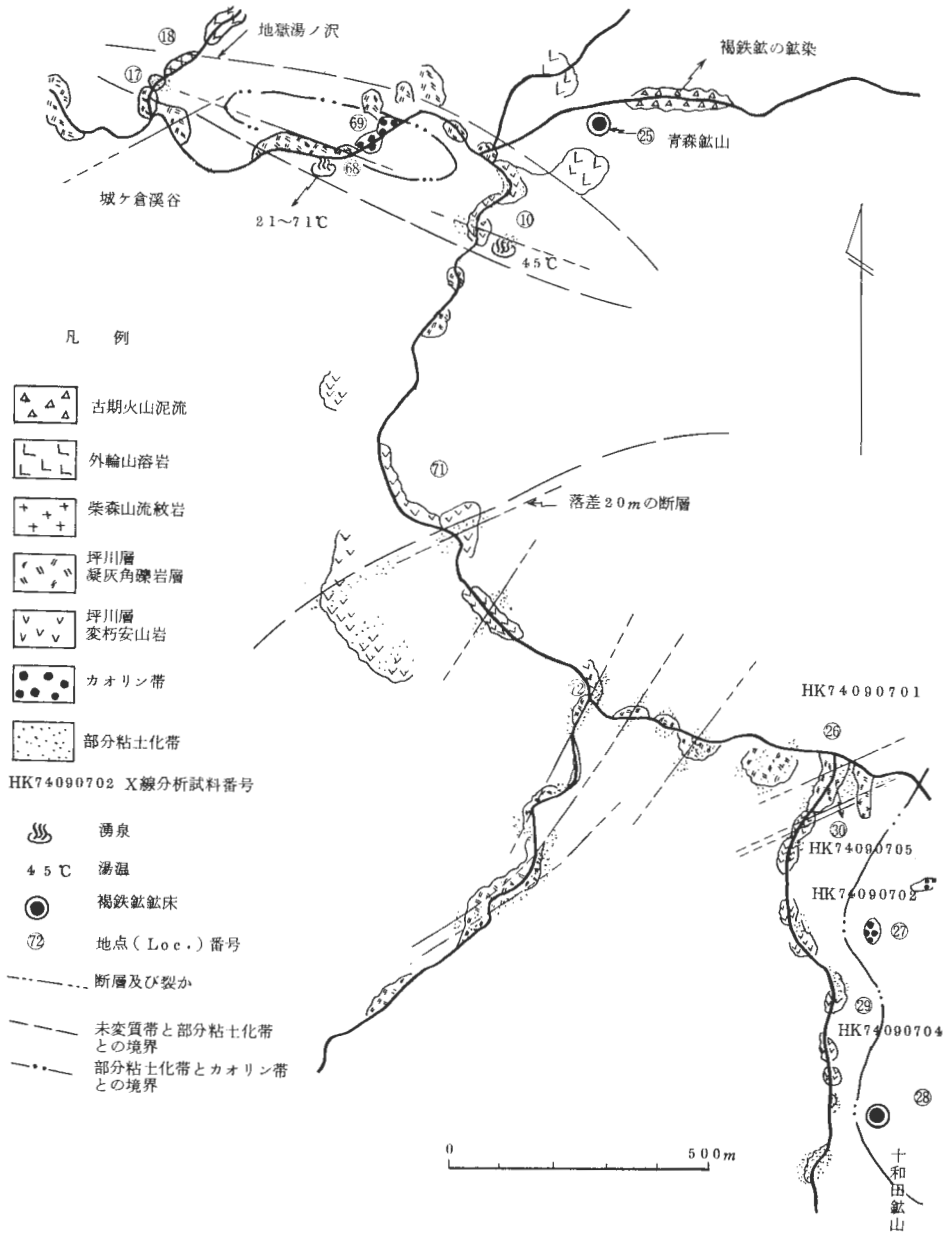 ⑱
地獄湯ノ沢
⑰
褐鉄鉱の鉱染
㊾
㉕
青森鉱山
城ケ倉渓谷
㊳
21~71℃
⑩
45℃
凡 例
古期火山泥流
外輪山溶岩
柴森山流紋岩
坪川層
凝灰角礫岩層
坪川層
変朽安山岩
カオリン帯
部分粘土化帯
HK74090702 X線分析試料番号
湧泉
45℃ 湯温
褐鉄鉱鉱床
72 地点(Loc.)番号
断層及び裂か
未変質帯と部分粘土化帯
との境界
部分粘土化帯とカオリン帯
との境界
71
落差20mの断層
HK74090701
㉖
㉚
HK74090705
HK74090702
㉗
㉙
HK74090704
㉘
十和田鉱山
0 500m